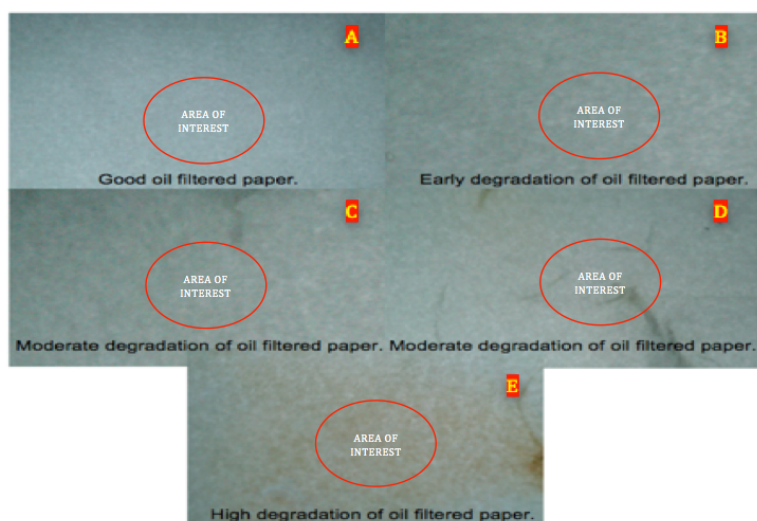 A
AREA OF
INTEREST
Good oil filtered paper.
B
AREA OF
INTEREST
Early degradation of oil filtered paper.
C
AREA OF
INTEREST
Moderate degradation of oil filtered paper.
D
AREA OF
INTEREST
Moderate degradation of oil filtered paper.
E
AREA OF
INTEREST
High degradation of oil filtered paper.